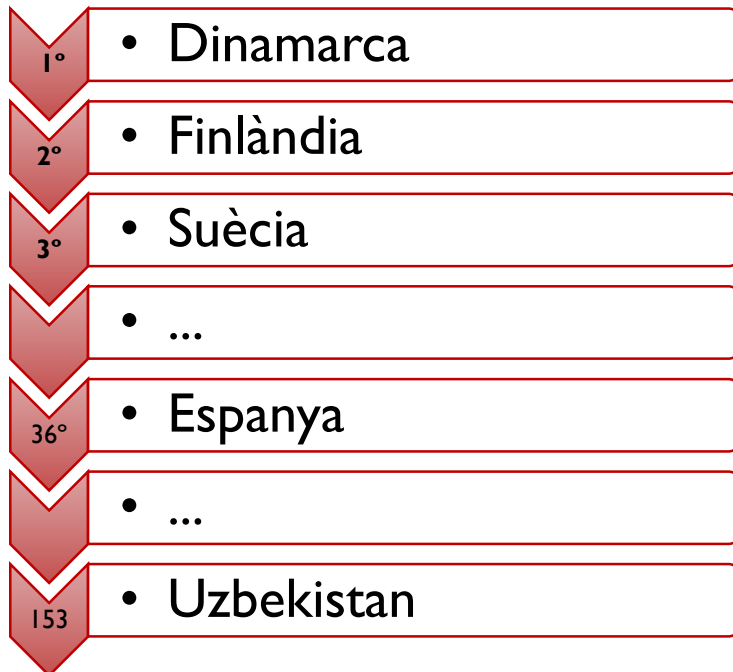 1º • Dinamarca
2º • Finlàndia
3º • Suècia
• ...
36º • Espanya
• ...
153 • Uzbekistan